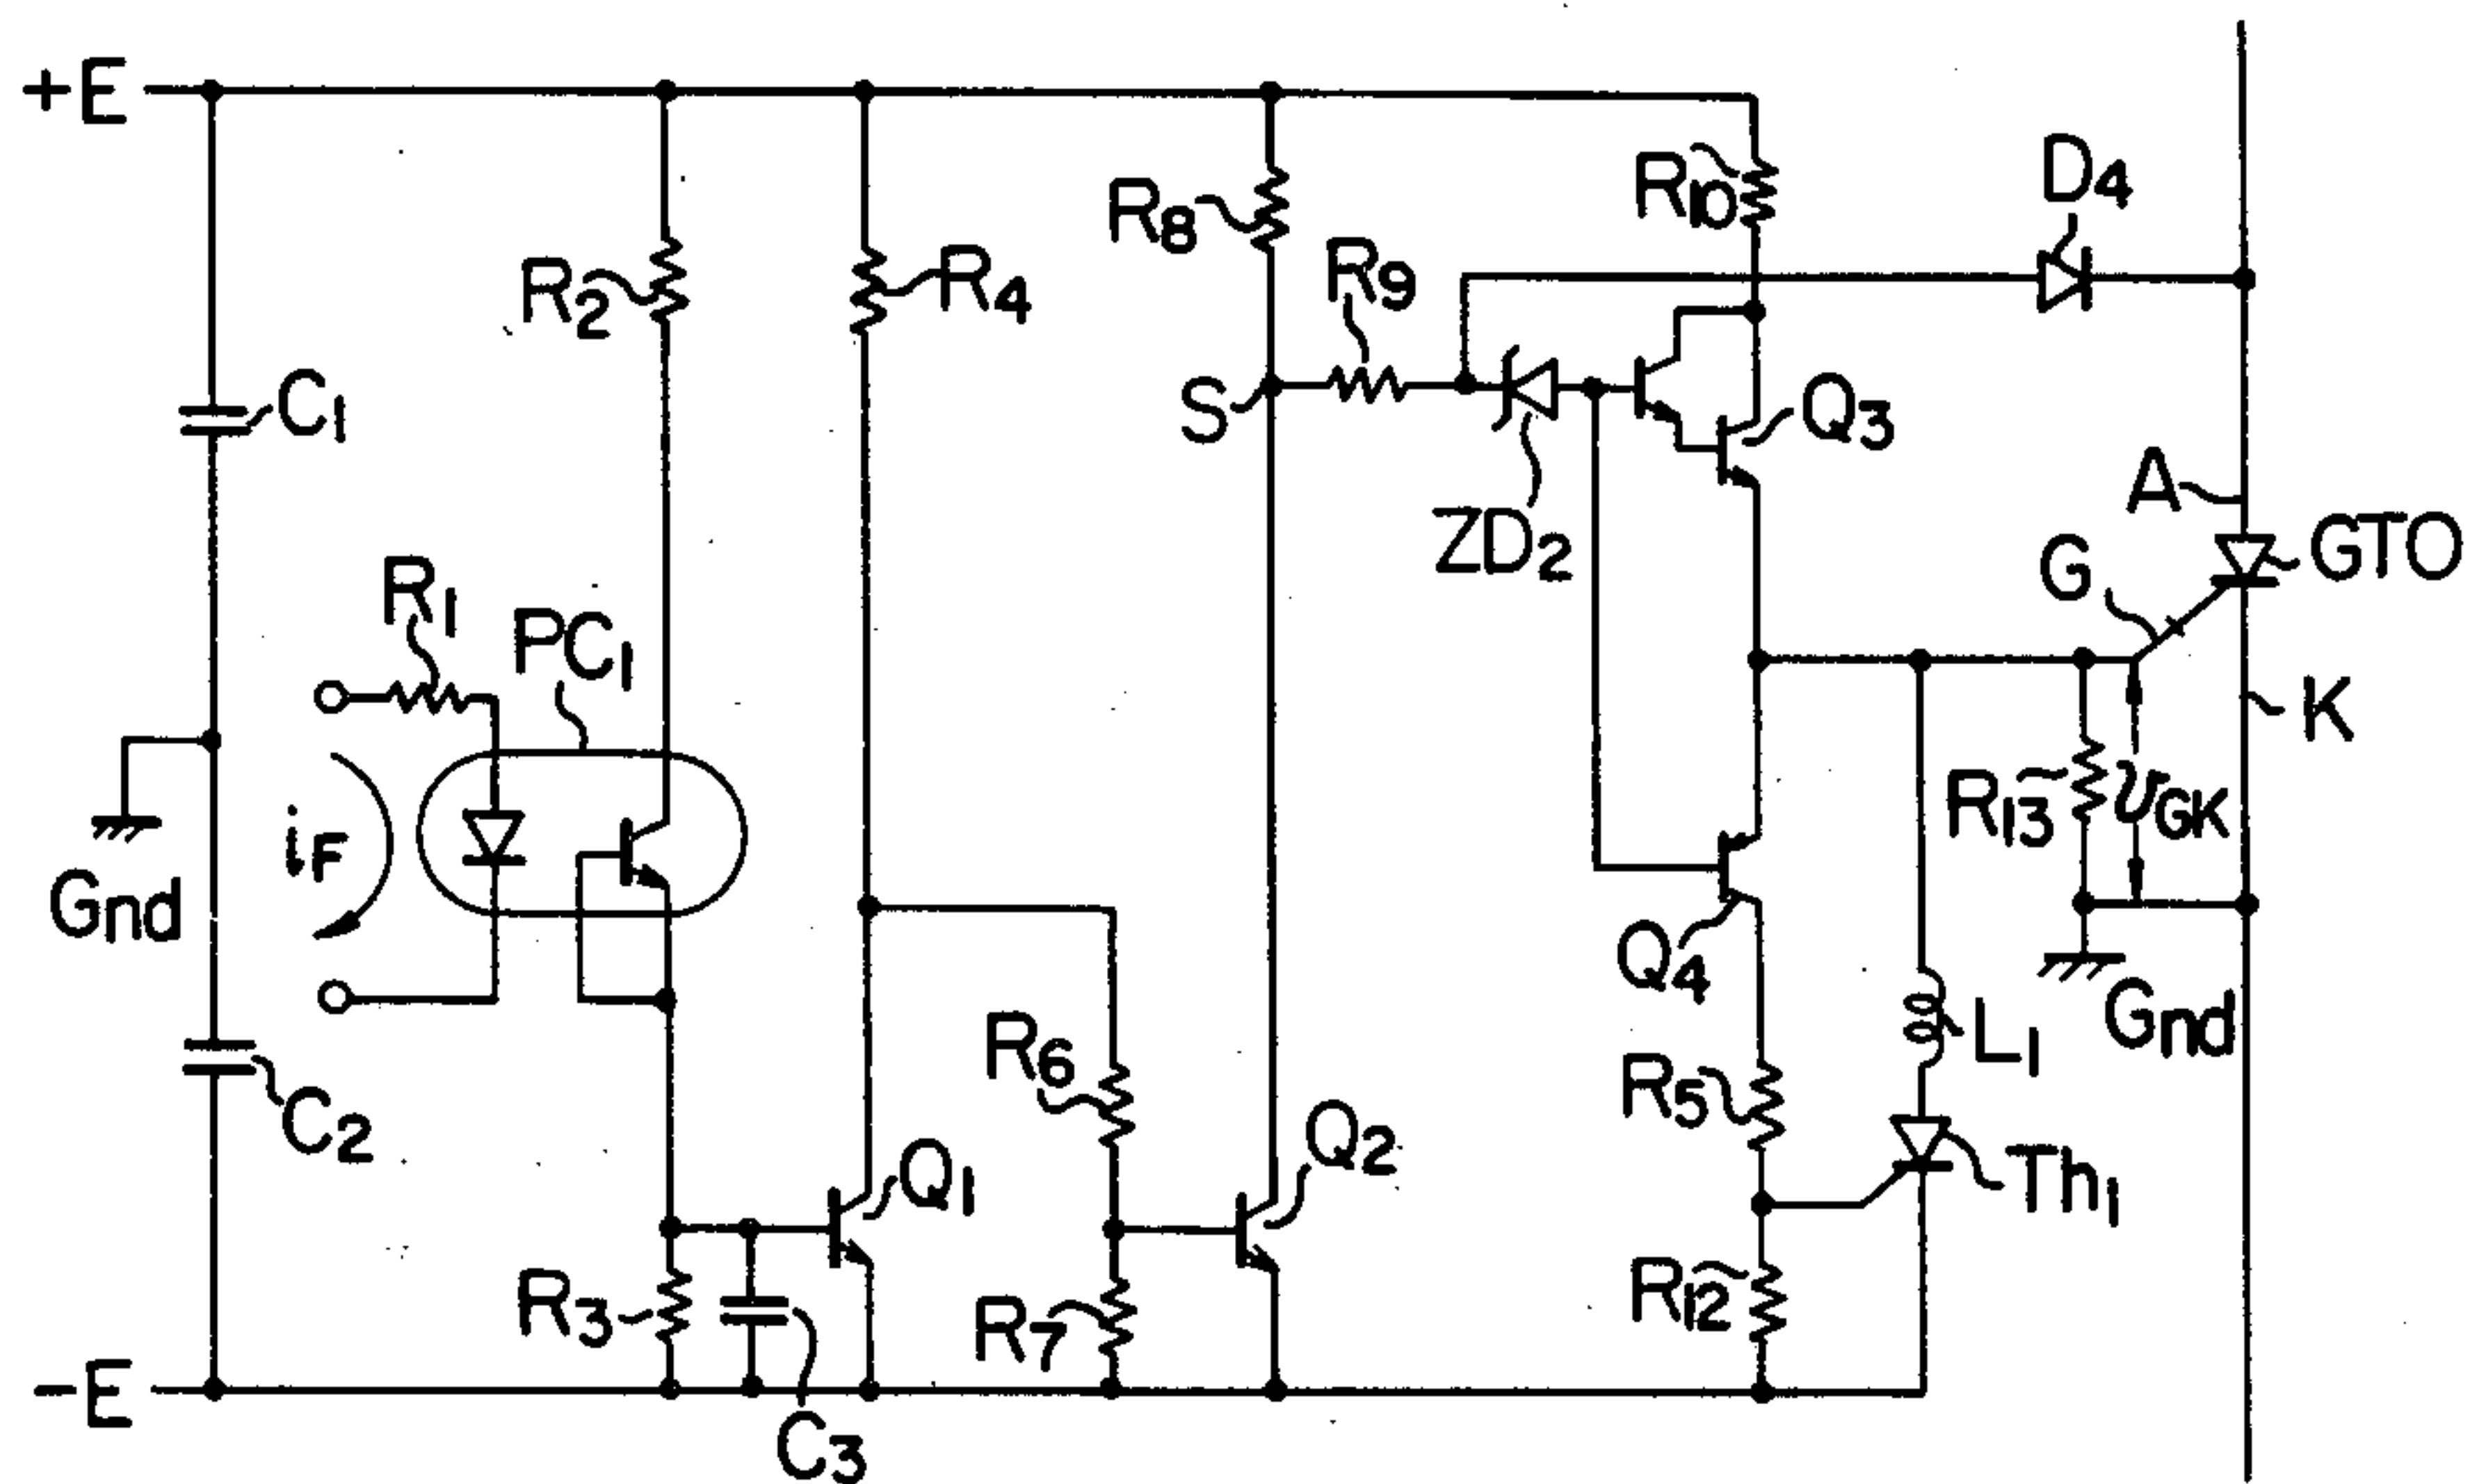 +E
D4
R10
R8
R4
R9
R2
C1
S
Q3
A
ZD2
GTO
G
R1
PC1
K
R13
VGK
iF
Gnd
Q4
Gnd
R6
L1
R5
C2
Q2
Q1
Th1
R12
R3
R7
-E
C3